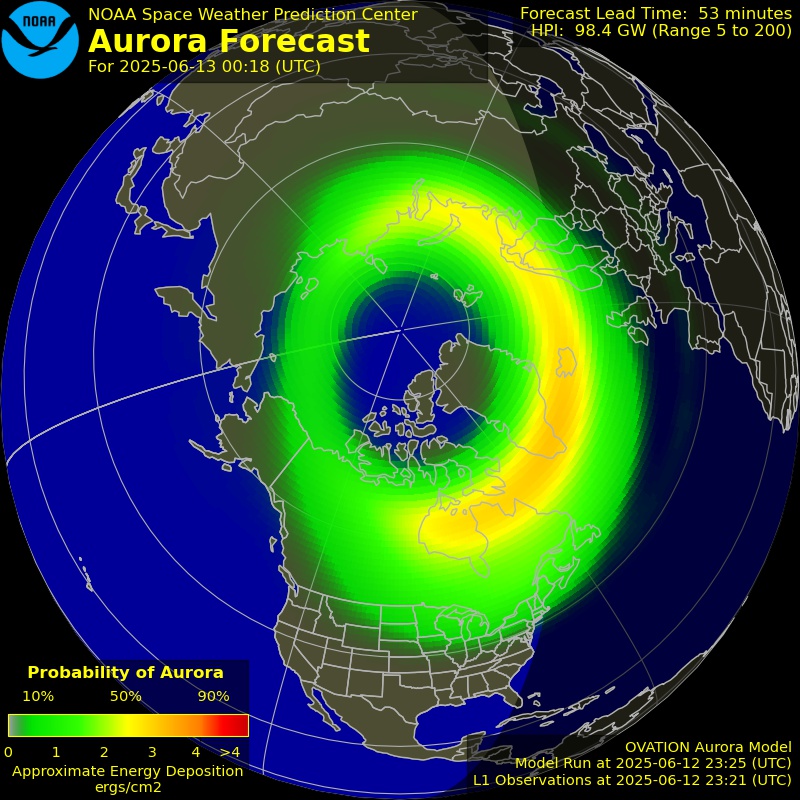 NOAA
NOAA Space Weather Prediction Center
Aurora Forecast
For 2025-06-13 00:18 (UTC)
Forecast Lead Time: 53 minutes
HPI: 98.4 GW (Range 5 to 200)
Probability of Aurora
10% 50% 90%
0 1 2 3 4 >4
Approximate Energy Deposition
ergs/cm2
OVATION Aurora Model
Model Run at 2025-06-12 23:25 (UTC)
L1 Observations at 2025-06-12 23:21 (UTC)